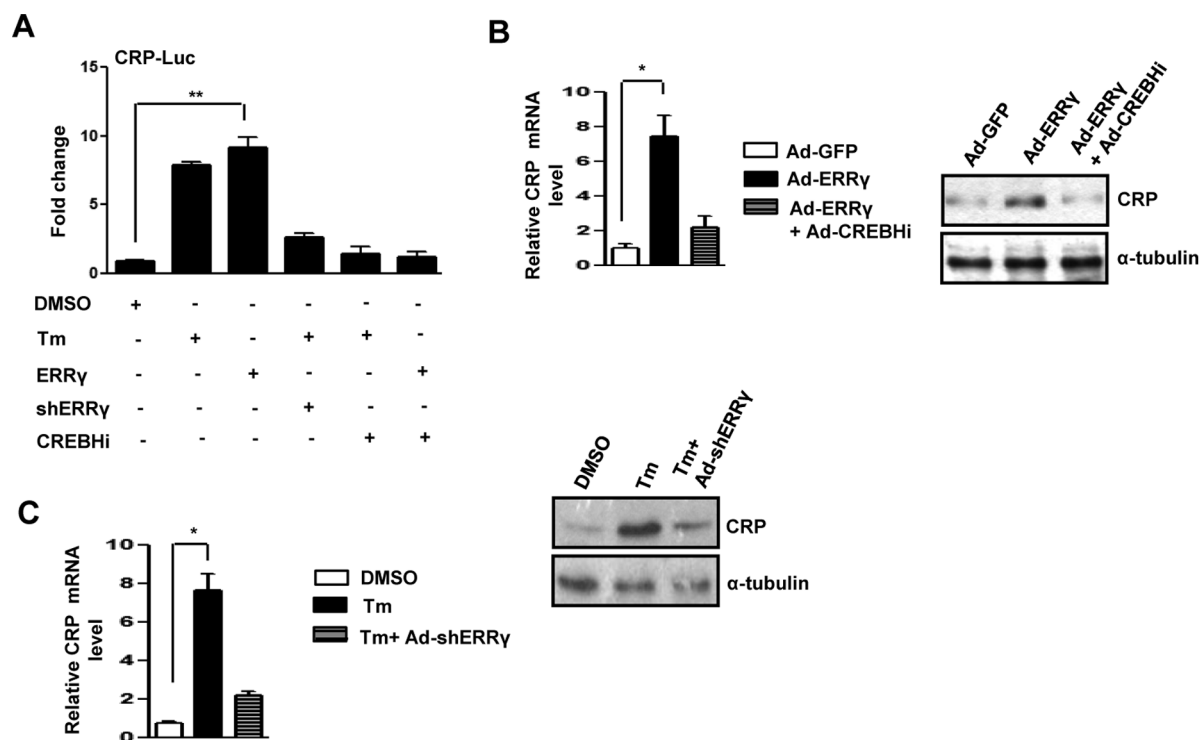 A
CRP-Luc
Fold change
15
10
5
0
DMSO + - - - - -
Tm - + - + + -
ERRγ - - + - - +
shERRγ - - - + - -
CREBHi - - - - + +
**
B
Relative CRP mRNA
level
10
8
6
4
2
0
*
Ad-GFP
Ad-ERRγ
Ad-ERRγ
+ Ad-CREBHi
Ad-GFP
Ad-ERRγ
Ad-ERRγ
+ Ad-CREBHi
CRP
α-tubulin
C
Relative CRP mRNA
level
10
8
6
4
2
0
*
DMSO
Tm
Tm+ Ad-shERRγ
DMSO
Tm
Tm+
Ad-shERRγ
CRP
α-tubulin